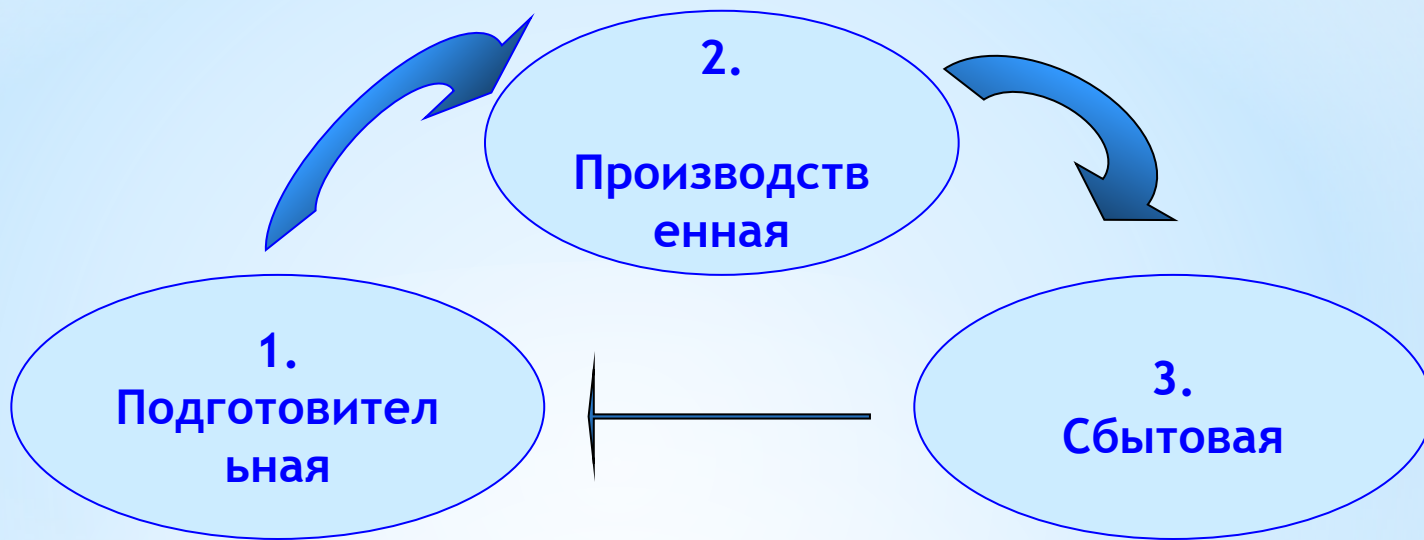 2.
Производств
енная
1.
Подготовител
ьная
3.
Сбытовая